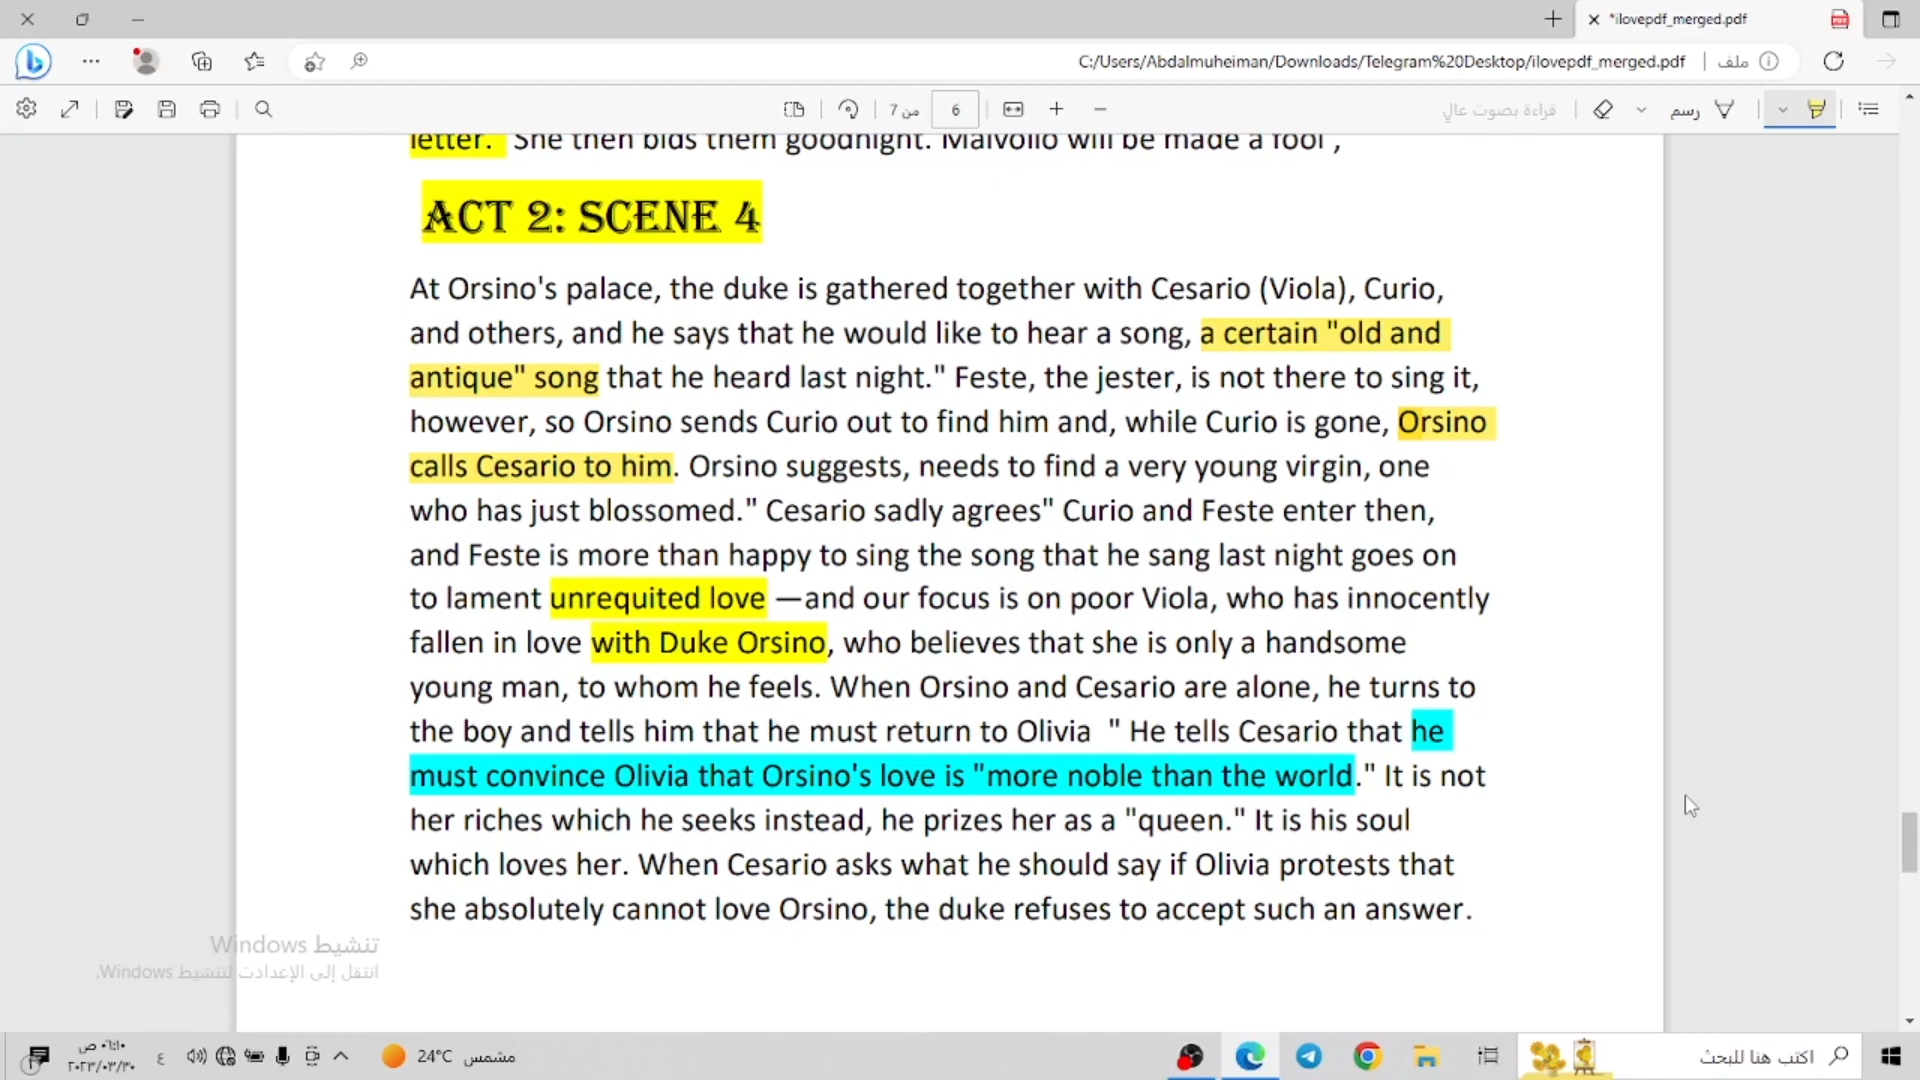 *ilovepdf_merged.pdf
C:/Users/Abdalmuheiman/Downloads/Telegram%20Desktop/ilovepdf_merged.pdf | ملف
6 من 7
قراءة بصوت عالٍ
رسم
letter. She then bids them goodnight. Malvolio will be made a fool ,
ACT 2: SCENE 4
At Orsino's palace, the duke is gathered together with Cesario (Viola), Curio,
and others, and he says that he would like to hear a song, a certain "old and
antique" song that he heard last night." Feste, the jester, is not there to sing it,
however, so Orsino sends Curio out to find him and, while Curio is gone, Orsino
calls Cesario to him. Orsino suggests, needs to find a very young virgin, one
who has just blossomed." Cesario sadly agrees" Curio and Feste enter then,
and Feste is more than happy to sing the song that he sang last night goes on
to lament unrequited love —and our focus is on poor Viola, who has innocently
fallen in love with Duke Orsino, who believes that she is only a handsome
young man, to whom he feels. When Orsino and Cesario are alone, he turns to
the boy and tells him that he must return to Olivia " He tells Cesario that he
must convince Olivia that Orsino's love is "more noble than the world." It is not
her riches which he seeks instead, he prizes her as a "queen." It is his soul
which loves her. When Cesario asks what he should say if Olivia protests that
she absolutely cannot love Orsino, the duke refuses to accept such an answer.
تنشيط Windows
انتقل إلى الإعدادت لتنشيط Windows.
٠٦:١٠ ص
٢٠٢٣/٠٣/٣٠
ع
24°C مشمس
اكتب هنا للبحث